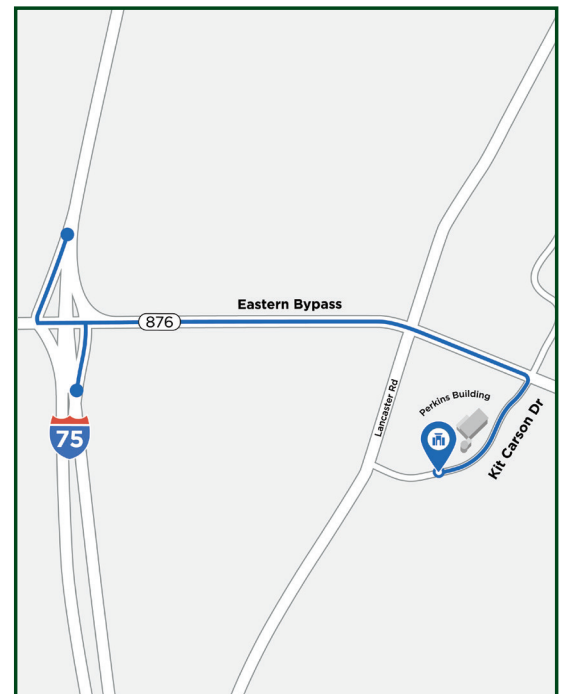 Eastern Bypass
876
Lancaster Rd
Perkins Building
75
Kit Carson Dr